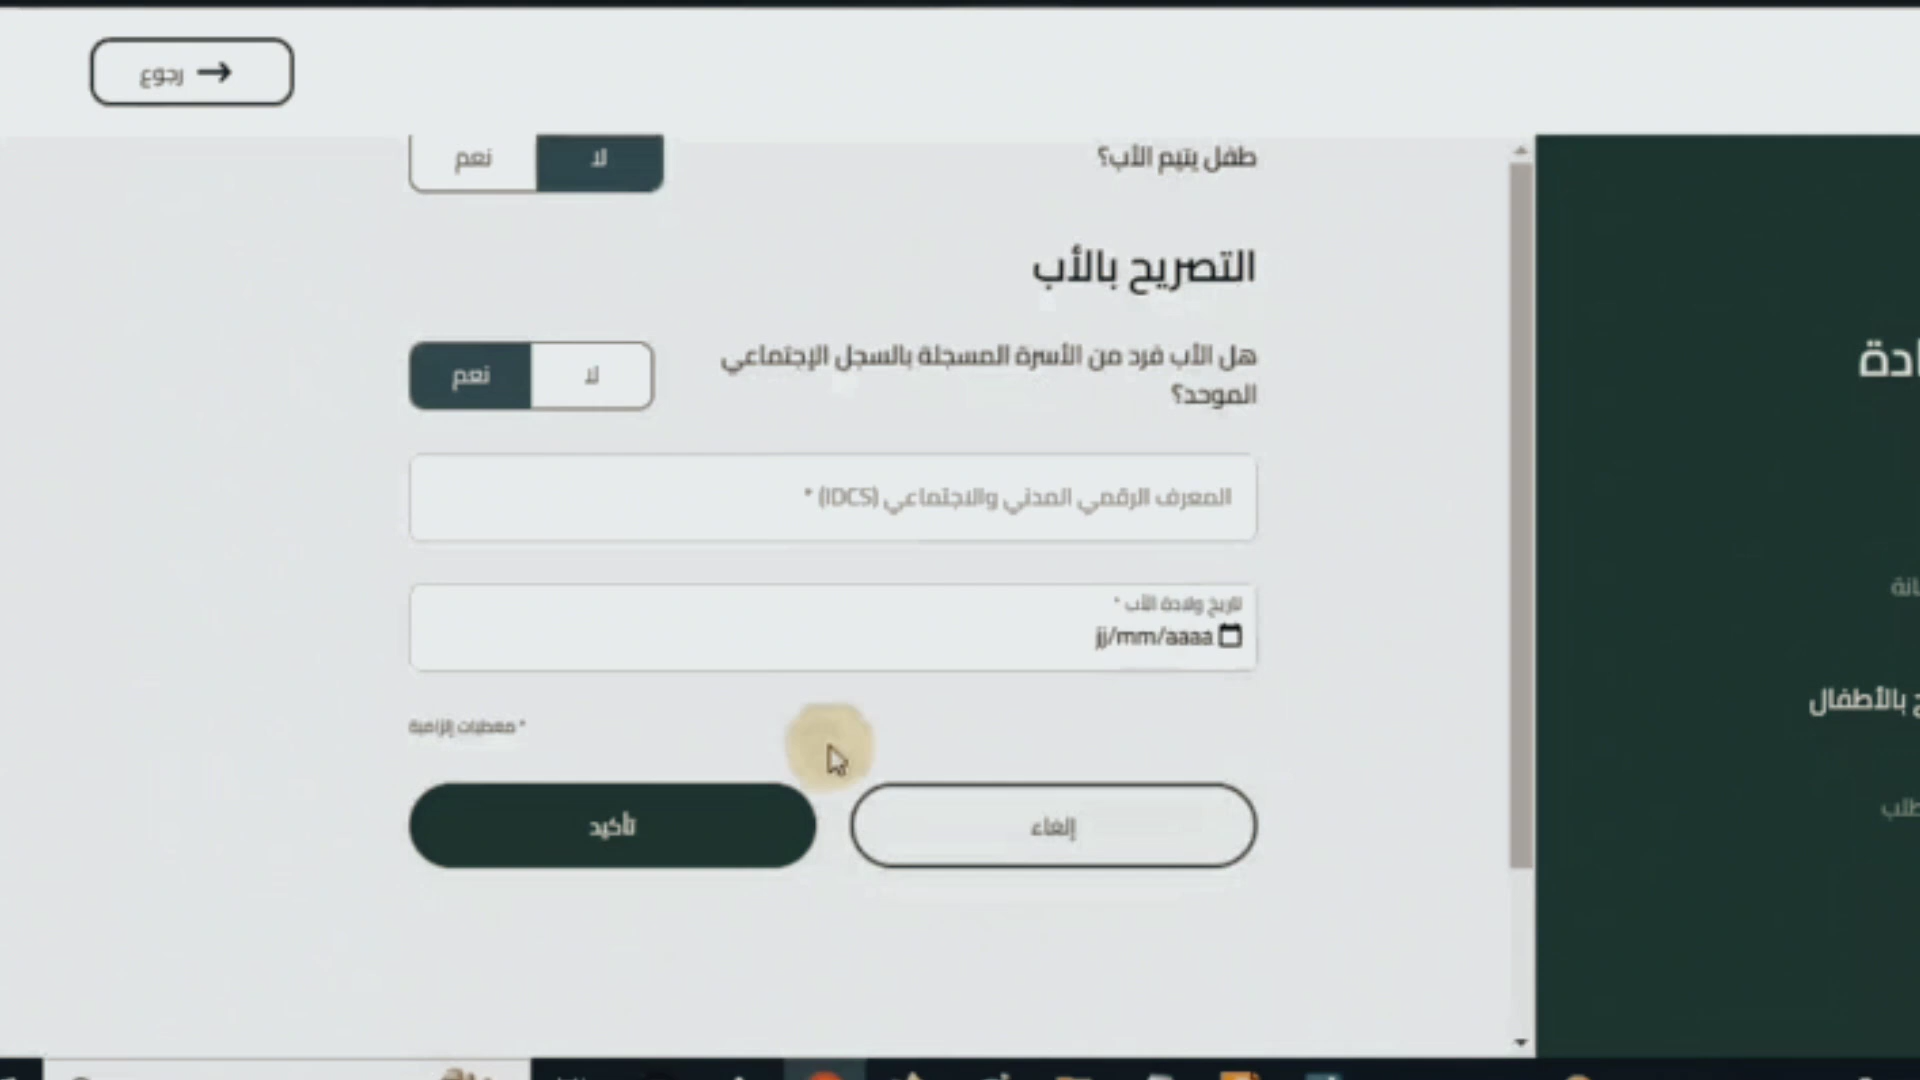 رجوع
طفل يتيم الأب؟
لا
نعم
التصريح بالأب
هل الأب فرد من الأسرة المسجلة بالسجل الإجتماعي
الموحد؟
لا
نعم
المعرف الرقمي المدني والاجتماعي (IDCS) *
تاريخ ولادة الأب *
jj/mm/aaaa
* معطيات إلزامية
إلغاء
تأكيد
ح بالأطفال